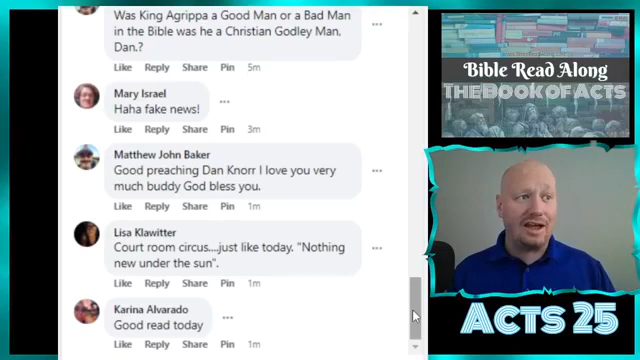 Was King Agrippa a Good Man or a Bad Man
in the Bible was he a Christian Godley Man,
Dan.?
Like Reply Share Pin 5m
Mary Israel
Haha fake news!
Like Reply Share Pin 3m
Matthew John Baker
Good preaching Dan Knorr I love you very
much buddy God bless you.
Like Reply Share Pin 1m
Lisa Klawitter
Court room circus....just like today. "Nothing
new under the sun".
Like Reply Share Pin 1m
Karina Alvarado
Good read today
Like Reply Share Pin 1m
Bible Read Along
The Book of Acts
Acts 25